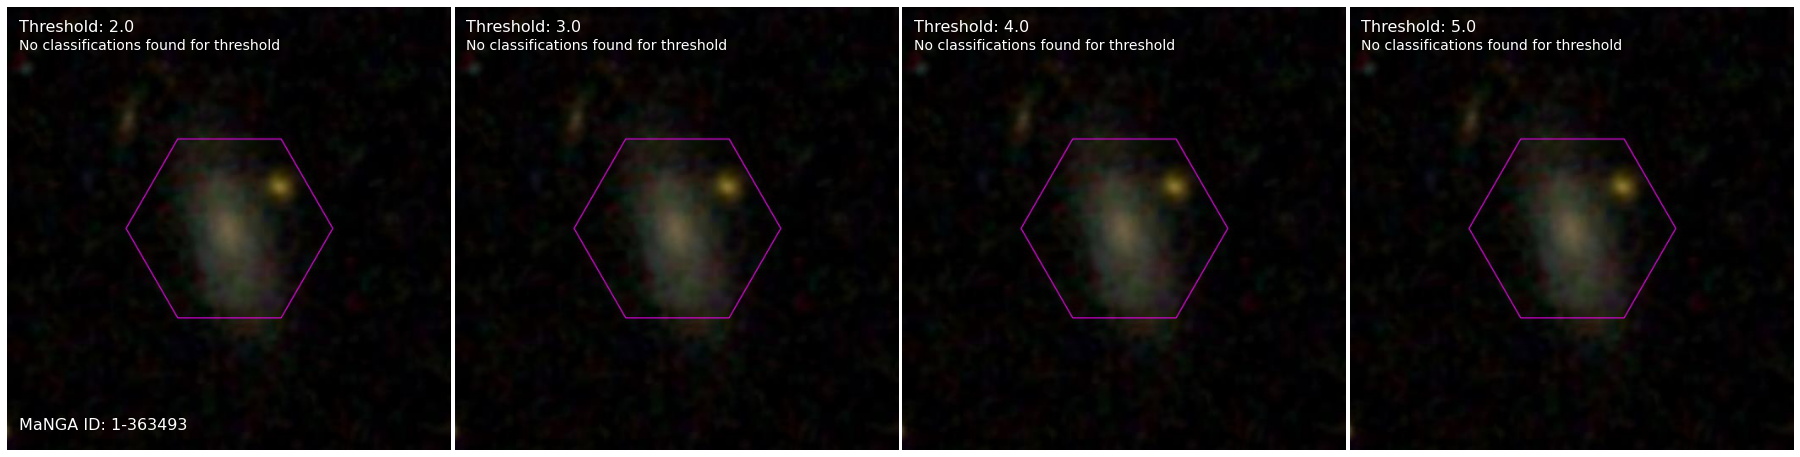 Threshold: 2.0
No classifications found for threshold
MaNGA ID: 1-363493
Threshold: 3.0
No classifications found for threshold
Threshold: 4.0
No classifications found for threshold
Threshold: 5.0
No classifications found for threshold